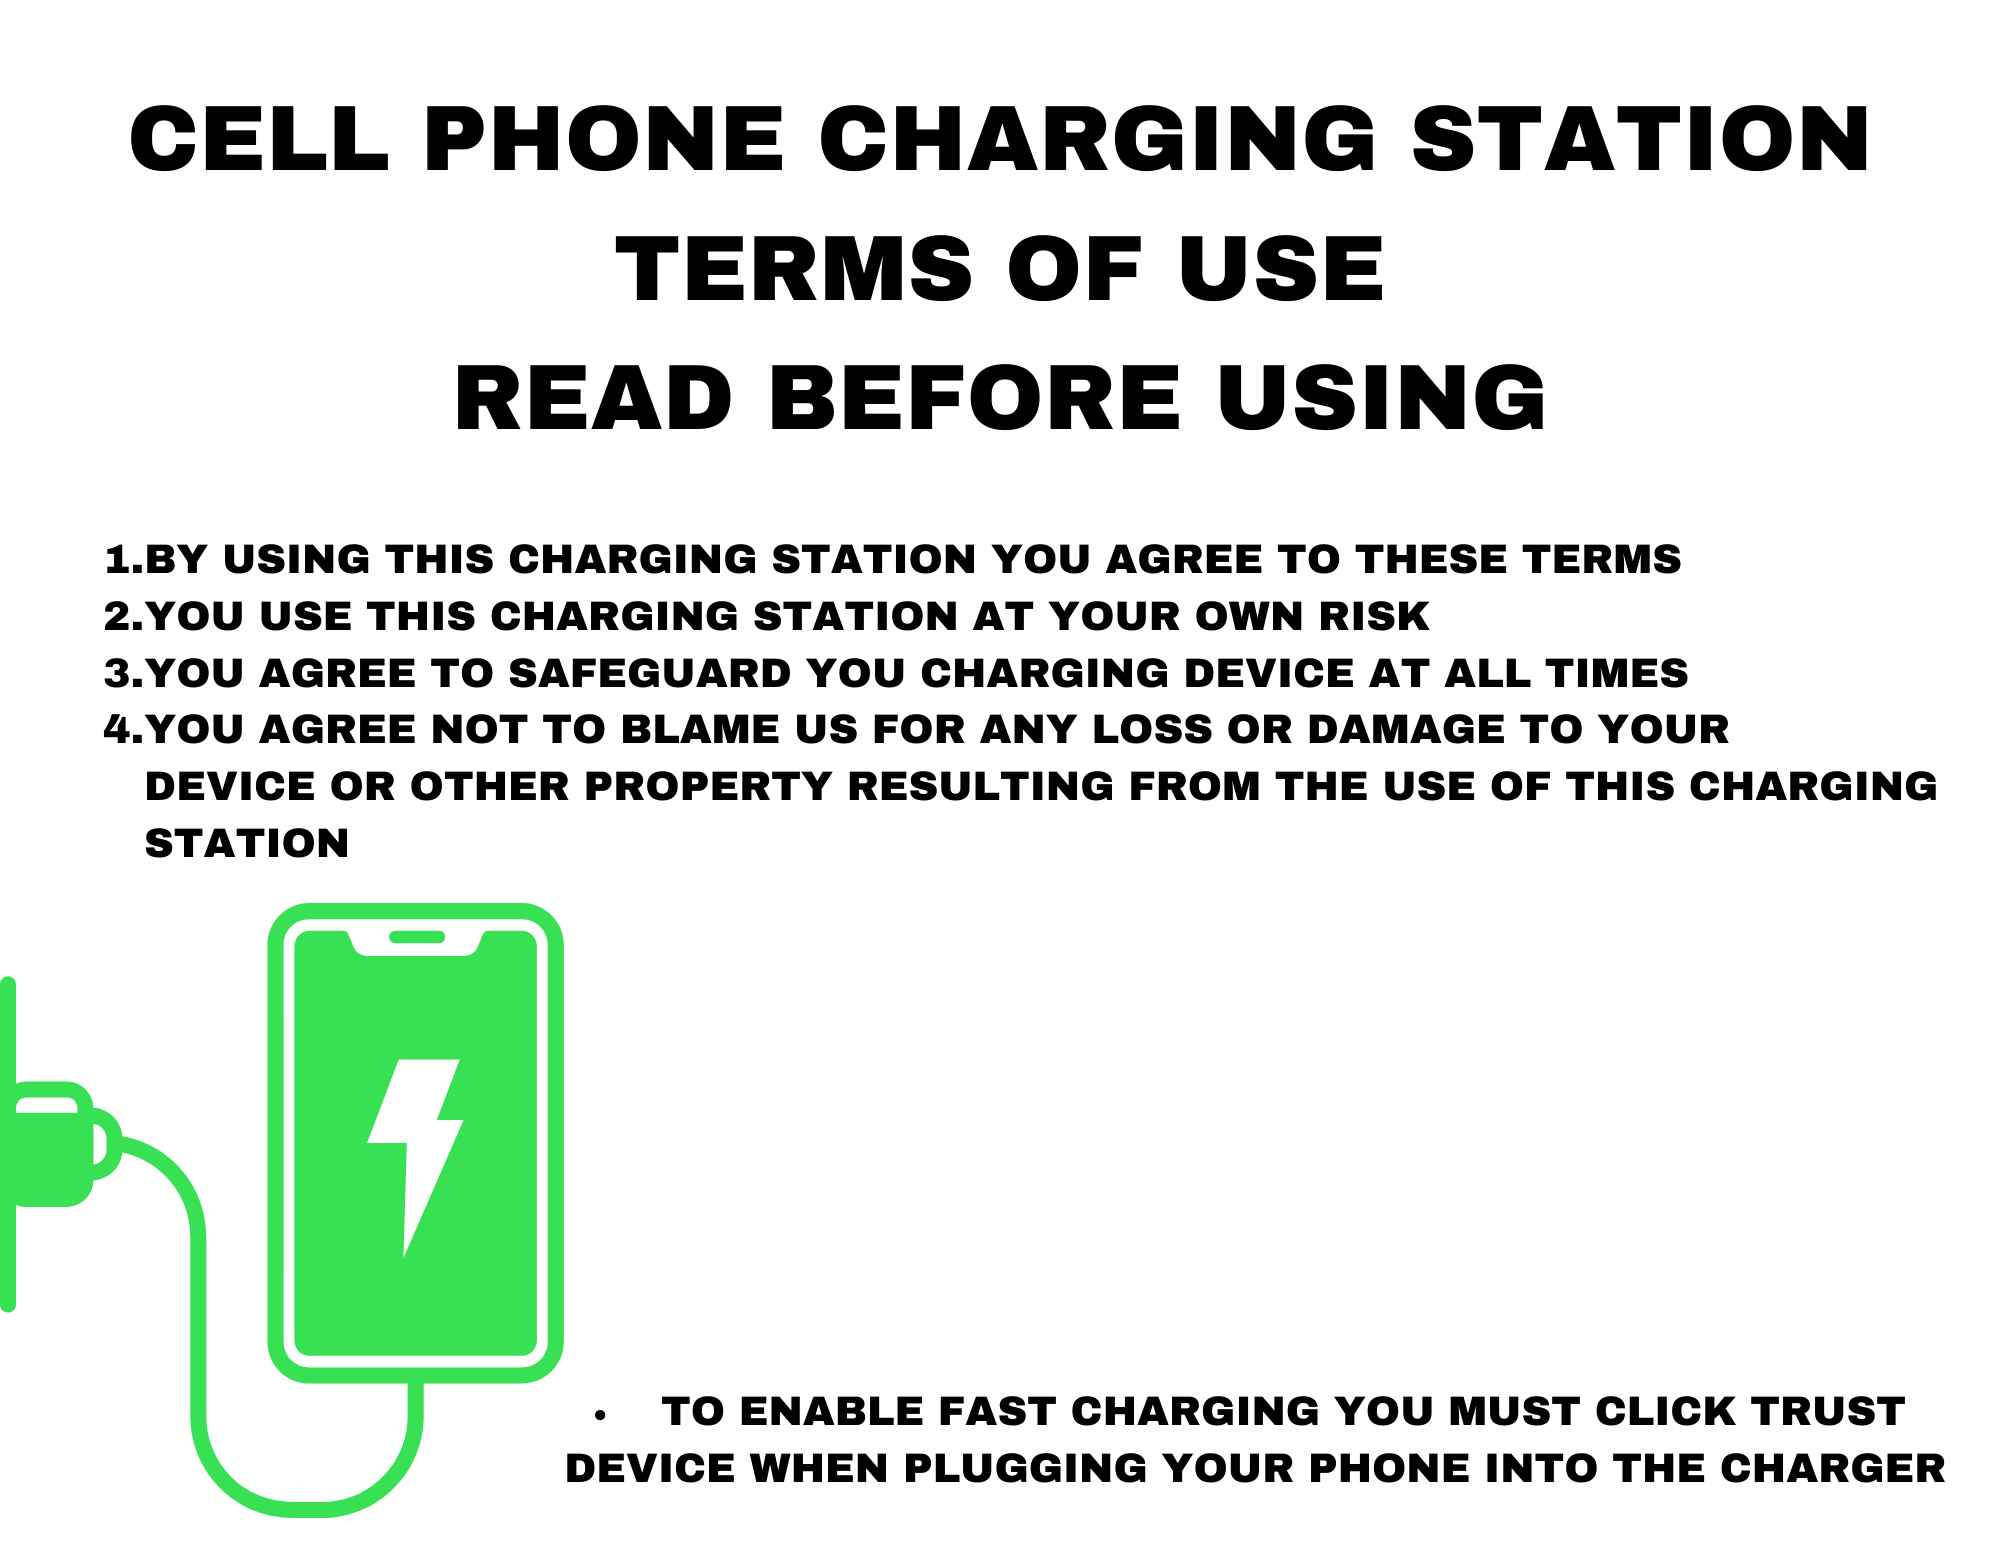 CELL PHONE CHARGING STATION
TERMS OF USE
READ BEFORE USING
1.BY USING THIS CHARGING STATION YOU AGREE TO THESE TERMS
2.YOU USE THIS CHARGING STATION AT YOUR OWN RISK
3.YOU AGREE TO SAFEGUARD YOU CHARGING DEVICE AT ALL TIMES
4.YOU AGREE NOT TO BLAME US FOR ANY LOSS OR DAMAGE TO YOUR
DEVICE OR OTHER PROPERTY RESULTING FROM THE USE OF THIS CHARGING
STATION
• TO ENABLE FAST CHARGING YOU MUST CLICK TRUST
DEVICE WHEN PLUGGING YOUR PHONE INTO THE CHARGER